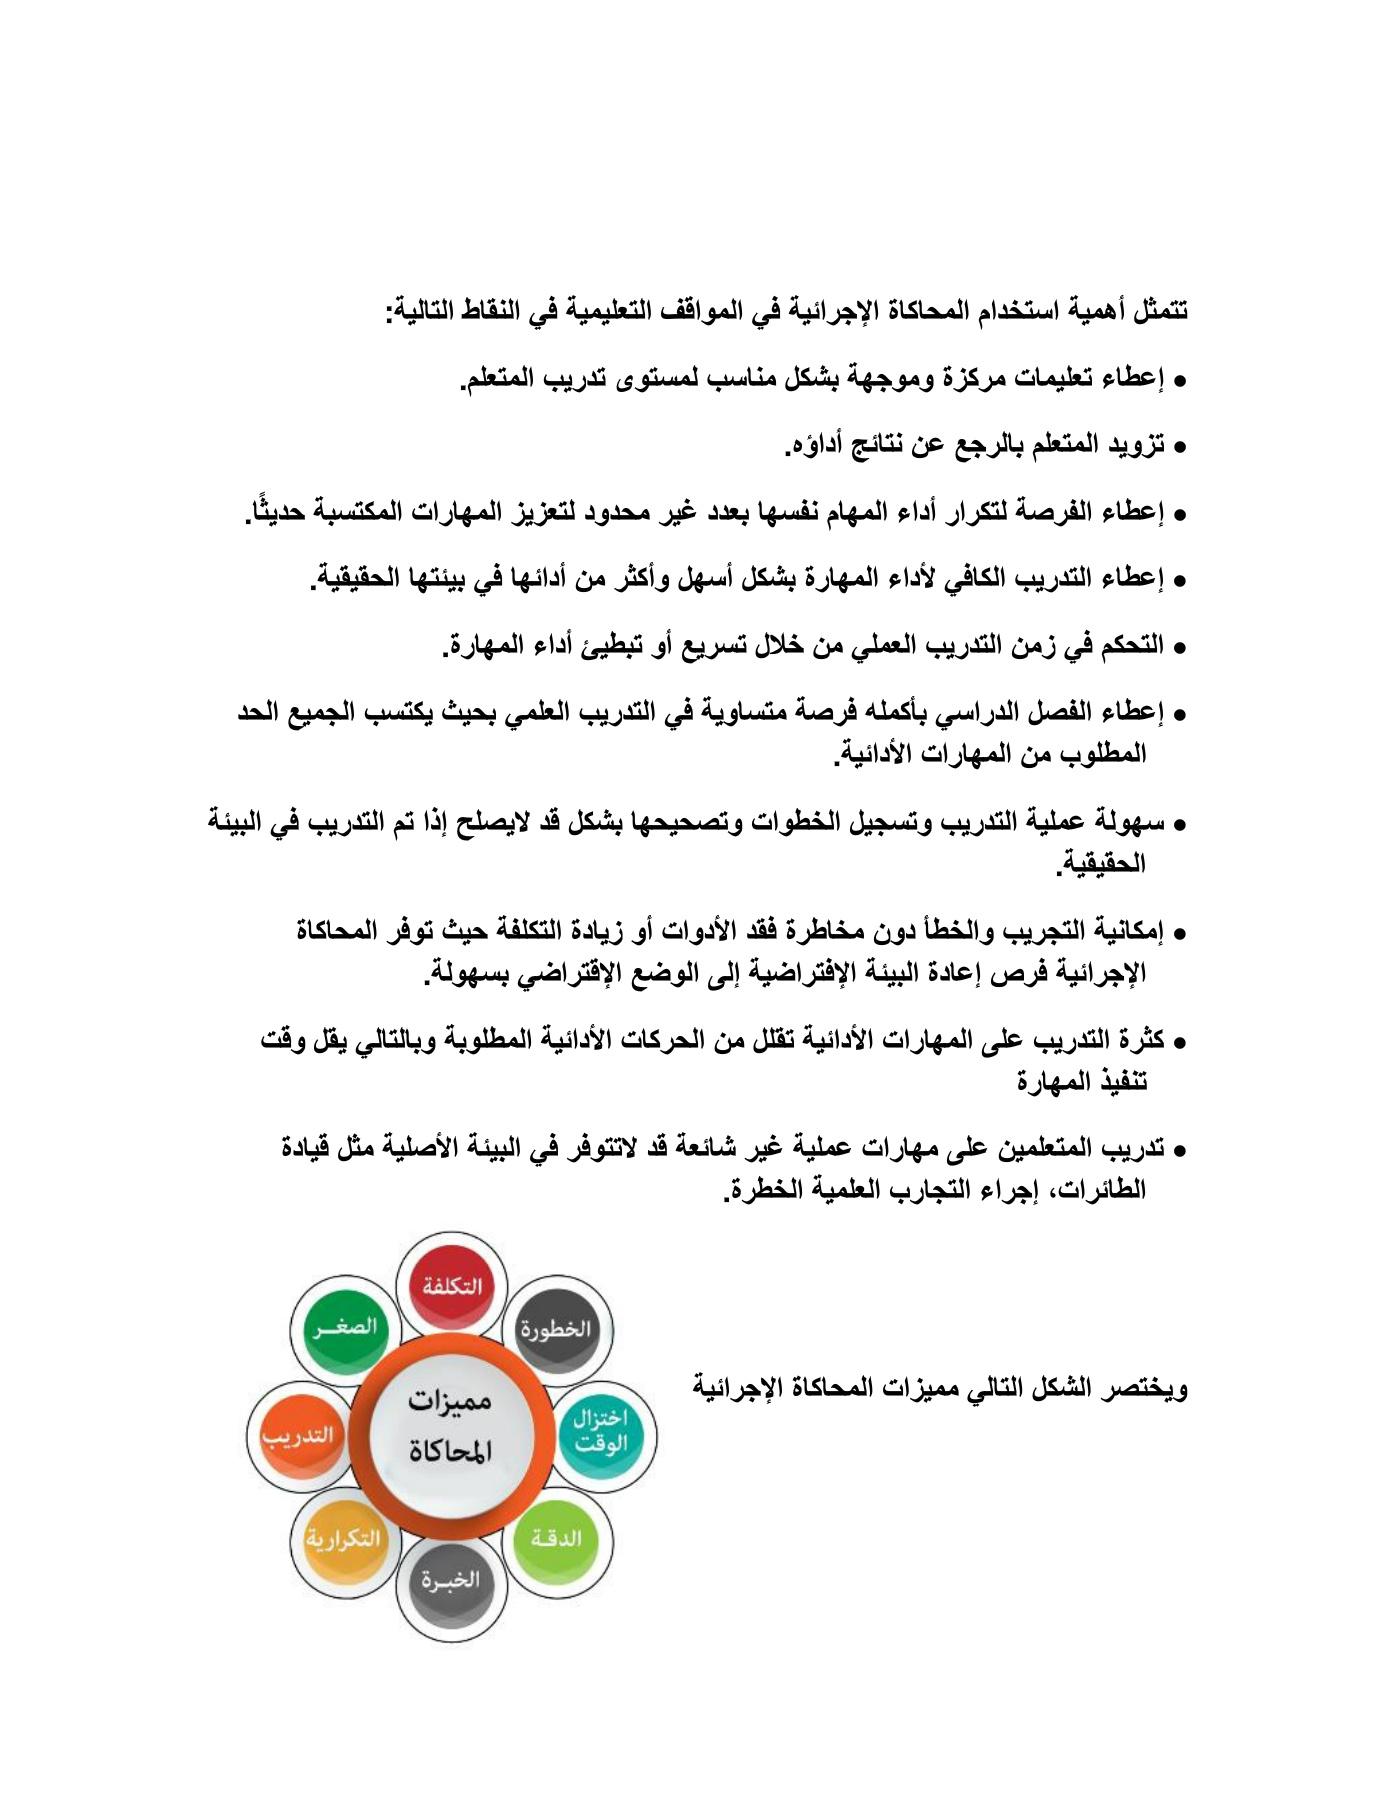 تتمثل أهمية استخدام المحاكاة الإجرائية في المواقف التعليمية في النقاط التالية:
● إعطاء تعليمات مركزة وموجهة بشكل مناسب لمستوى تدريب المتعلم.
● تزويد المتعلم بالرجع عن نتائج أداؤه.
● إعطاء الفرصة لتكرار أداء المهام نفسها بعدد غير محدود لتعزيز المهارات المكتسبة حديثًا.
● إعطاء التدريب الكافي لأداء المهارة بشكل أسهل وأكثر من أدائها في بيئتها الحقيقية.
● التحكم في زمن التدريب العملي من خلال تسريع أو تبطيئ أداء المهارة.
● إعطاء الفصل الدراسي بأكمله فرصة متساوية في التدريب العلمي بحيث يكتسب الجميع الحد
المطلوب من المهارات الأدائية.
● سهولة عملية التدريب وتسجيل الخطوات وتصحيحها بشكل قد لايصلح إذا تم التدريب في البيئة
الحقيقية.
● إمكانية التجريب والخطأ دون مخاطرة فقد الأدوات أو زيادة التكلفة حيث توفر المحاكاة
الإجرائية فرص إعادة البيئة الإفتراضية إلى الوضع الإقتراضي بسهولة.
● كثرة التدريب على المهارات الأدائية تقلل من الحركات الأدائية المطلوبة وبالتالي يقل وقت
تنفيذ المهارة
● تدريب المتعلمين على مهارات عملية غير شائعة قد لاتتوفر في البيئة الأصلية مثل قيادة
الطائرات، إجراء التجارب العلمية الخطرة.
ويختصر الشكل التالي مميزات المحاكاة الإجرائية
مميزات
المحاكاة
التكلفة
الخطورة
اختزال
الوقت
الدقـة
الخبـرة
التكرارية
التدريب
الصغـر